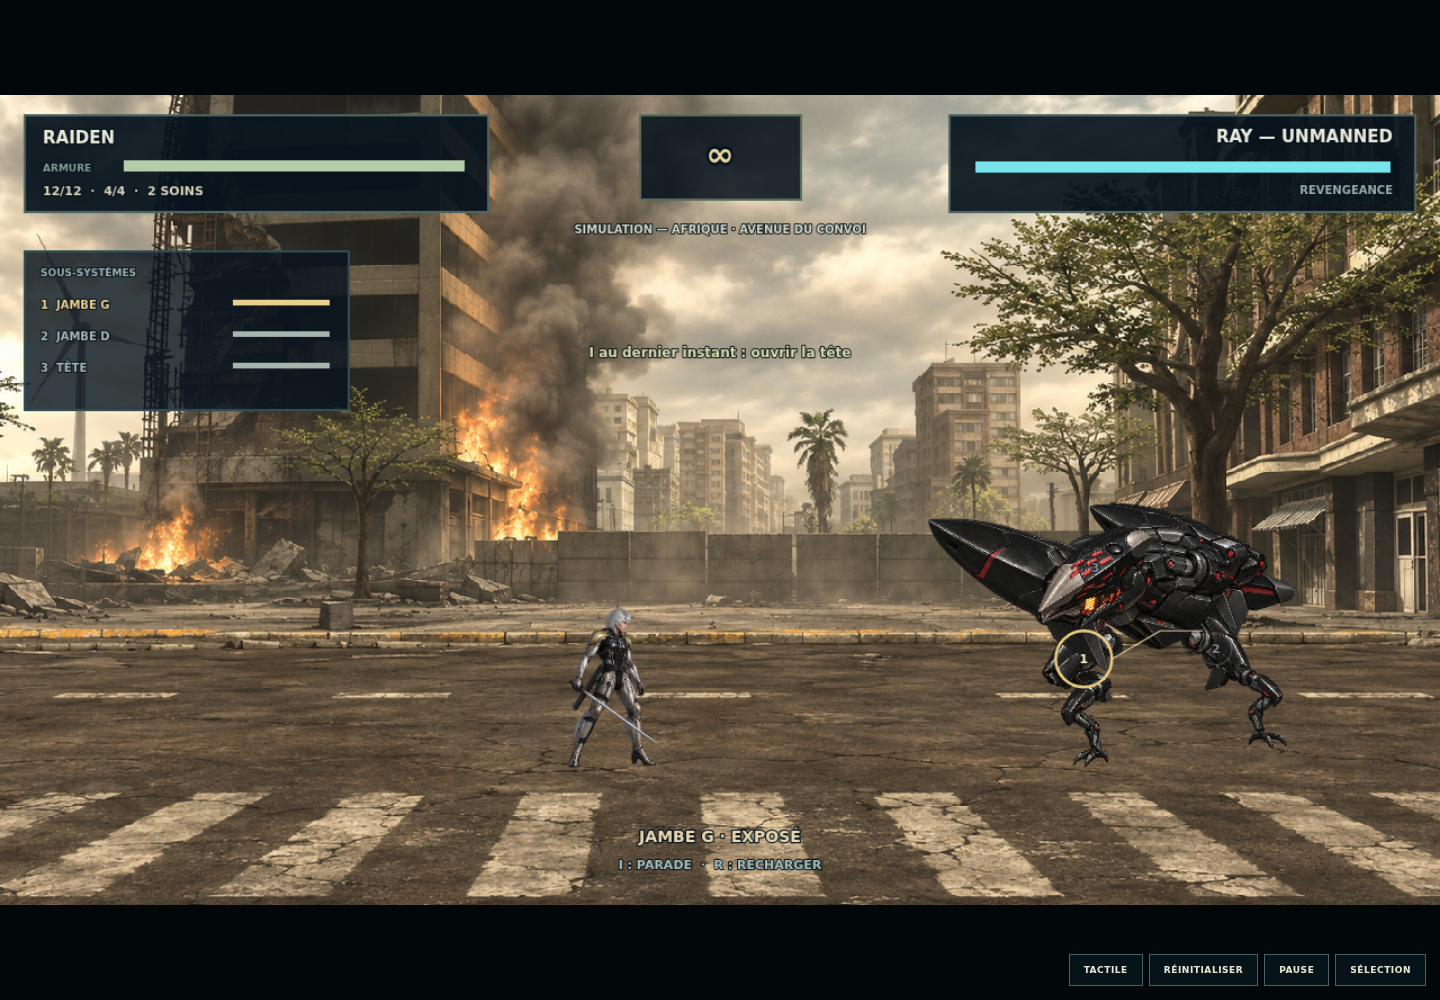 RAIDEN
ARMURE
12/12 · 4/4 · 2 SOINS
∞
RAY — UNMANNED
REVENGEANCE
SIMULATION — AFRIQUE · AVENUE DU CONVOI
SOUS-SYSTÈMES
1 JAMBE G
2 JAMBE D
3 TÊTE
I au dernier instant : ouvrir la tête
3
1
2
JAMBE G · EXPOSÉ
I : PARADE · R : RECHARGER
TACTILE
RÉINITIALISER
PAUSE
SÉLECTION